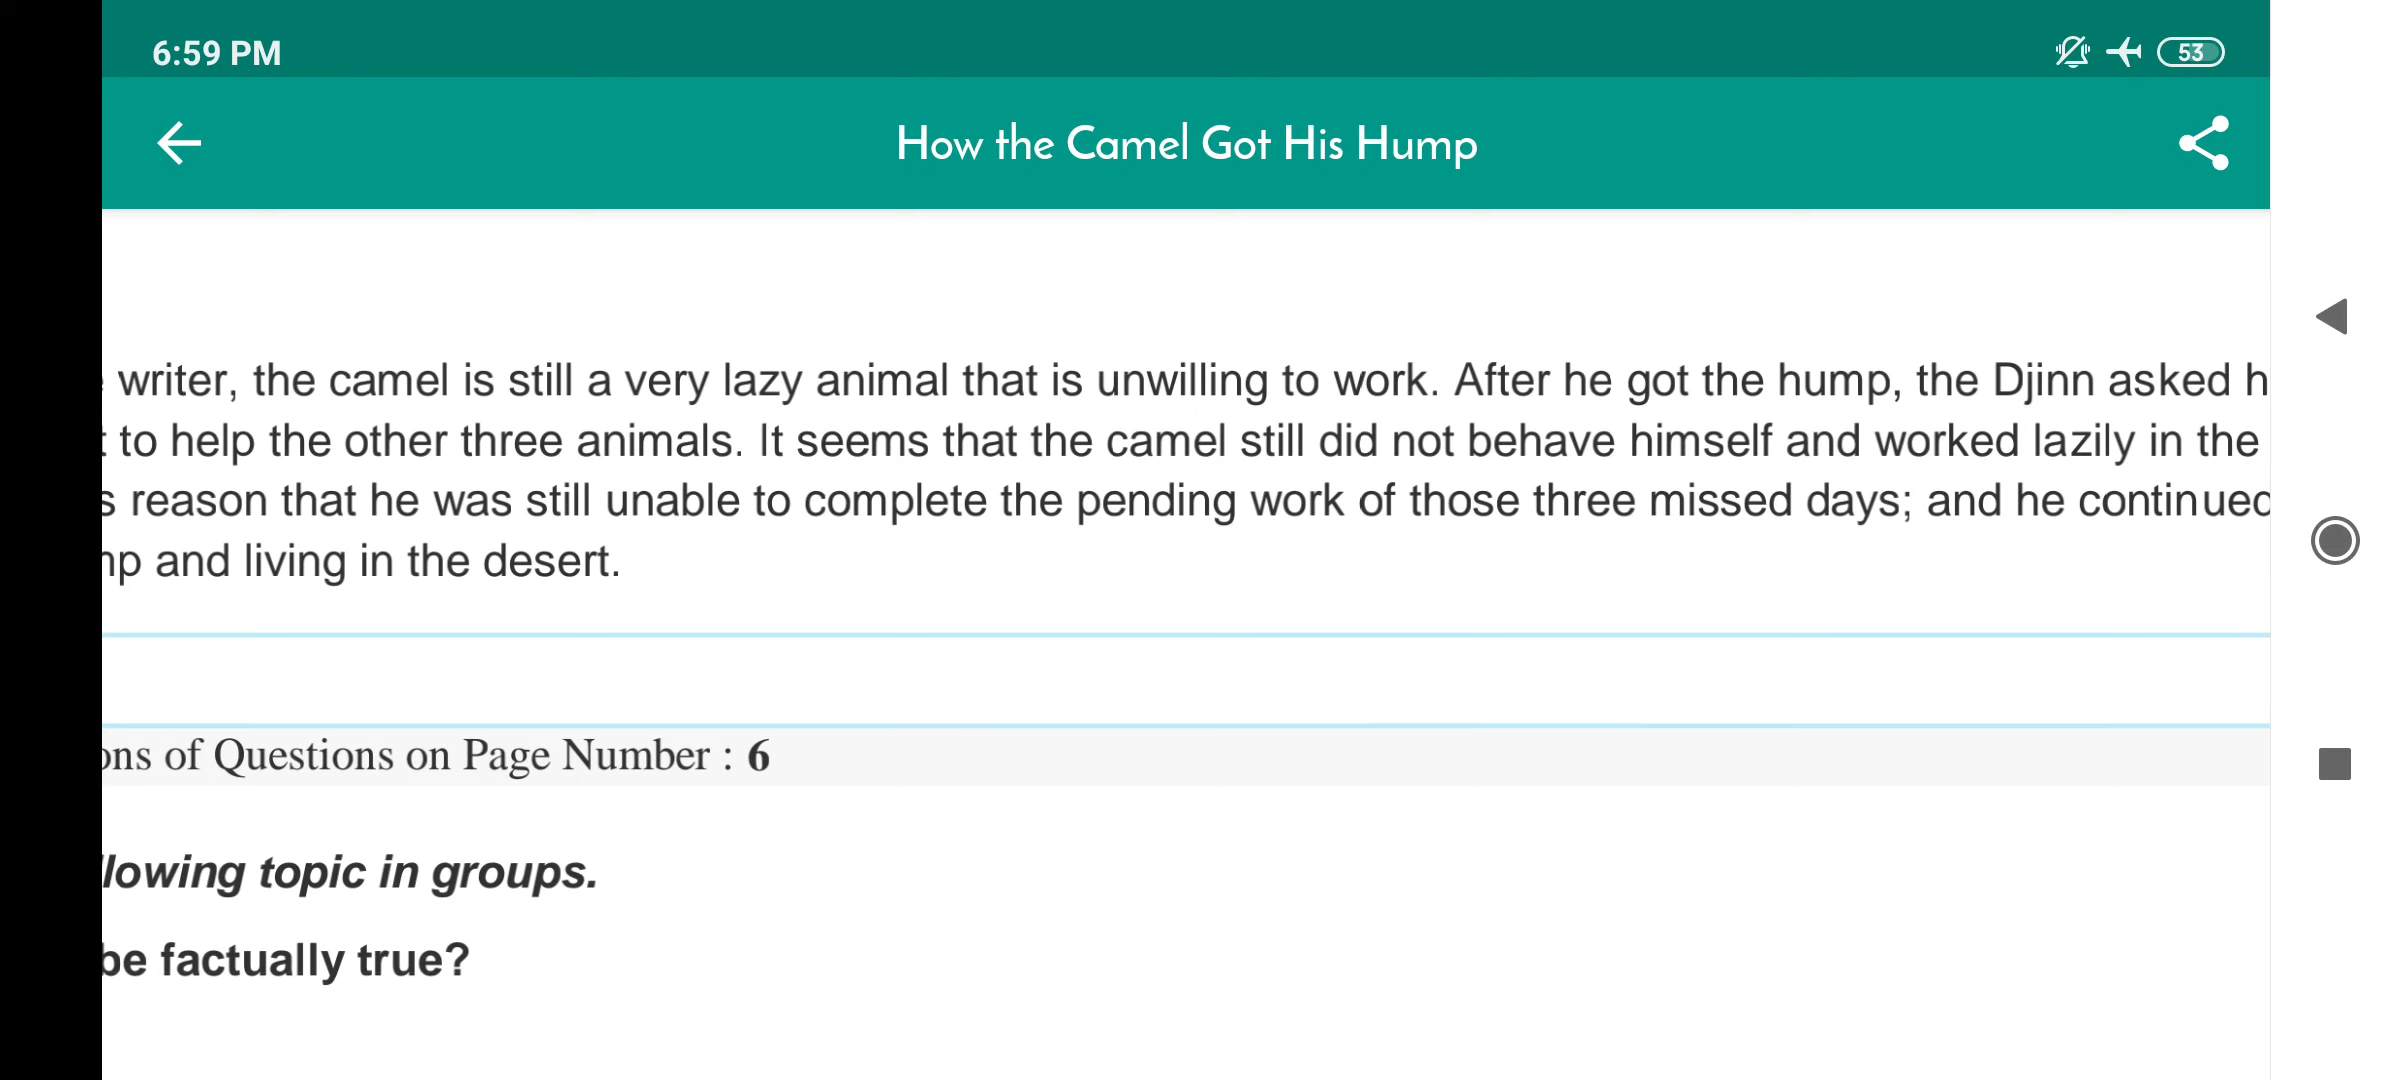 6:59 PM
53
How the Camel Got His Hump
writer, the camel is still a very lazy animal that is unwilling to work. After he got the hump, the Djinn asked
to help the other three animals. It seems that the camel still did not behave himself and worked lazily in the
reason that he was still unable to complete the pending work of those three missed days; and he continued
and living in the desert.
of Questions on Page Number : 6
topic in groups.
be factually true?